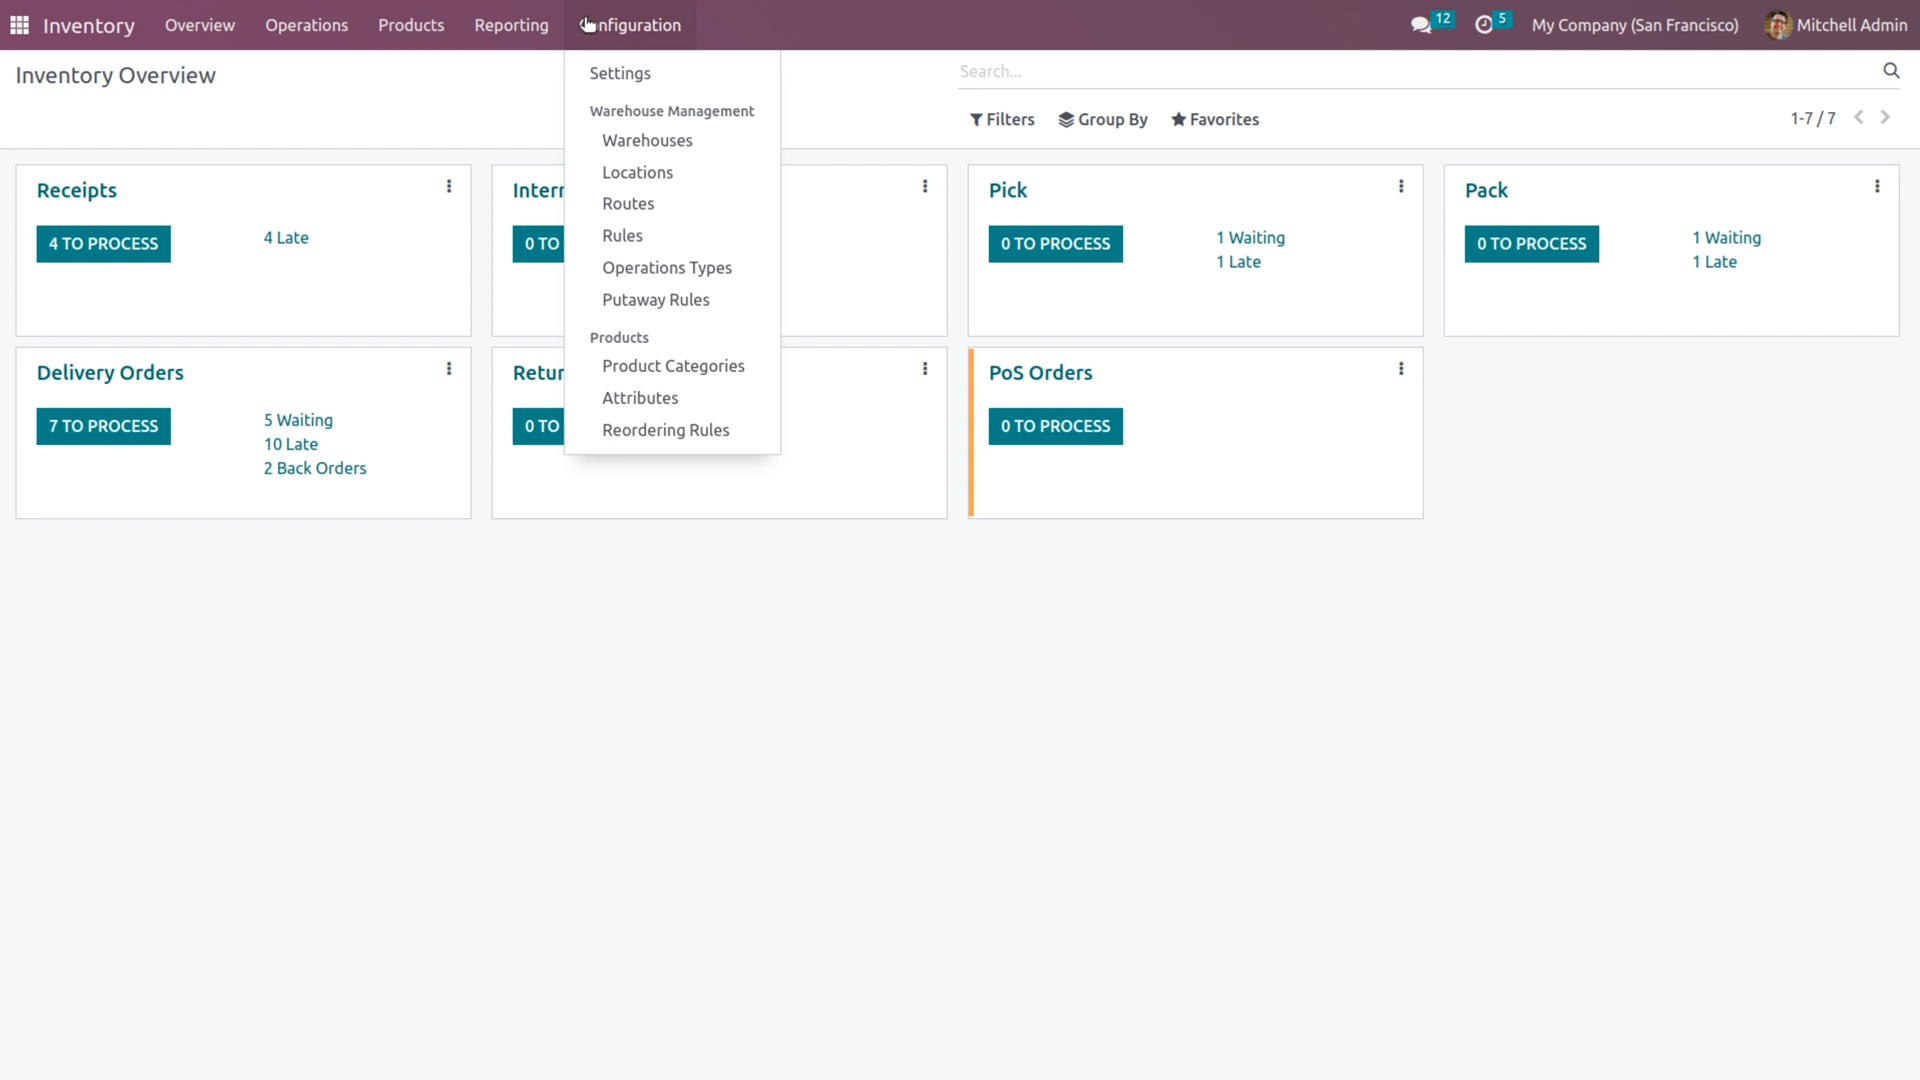 Inventory Overview Operations Products Reporting Configuration 12 5 My Company (San Francisco) Mitchell Admin
Inventory Overview
Search...
Filters Group By Favorites 1-7 / 7
Settings
Warehouse Management
Warehouses
Locations
Routes
Rules
Operations Types
Putaway Rules
Products
Product Categories
Attributes
Reordering Rules
Receipts
4 TO PROCESS
4 Late
0 TO
Pick
0 TO PROCESS
1 Waiting
1 Late
Pack
0 TO PROCESS
1 Waiting
1 Late
Delivery Orders
7 TO PROCESS
5 Waiting
10 Late
2 Back Orders
0 TO
PoS Orders
0 TO PROCESS